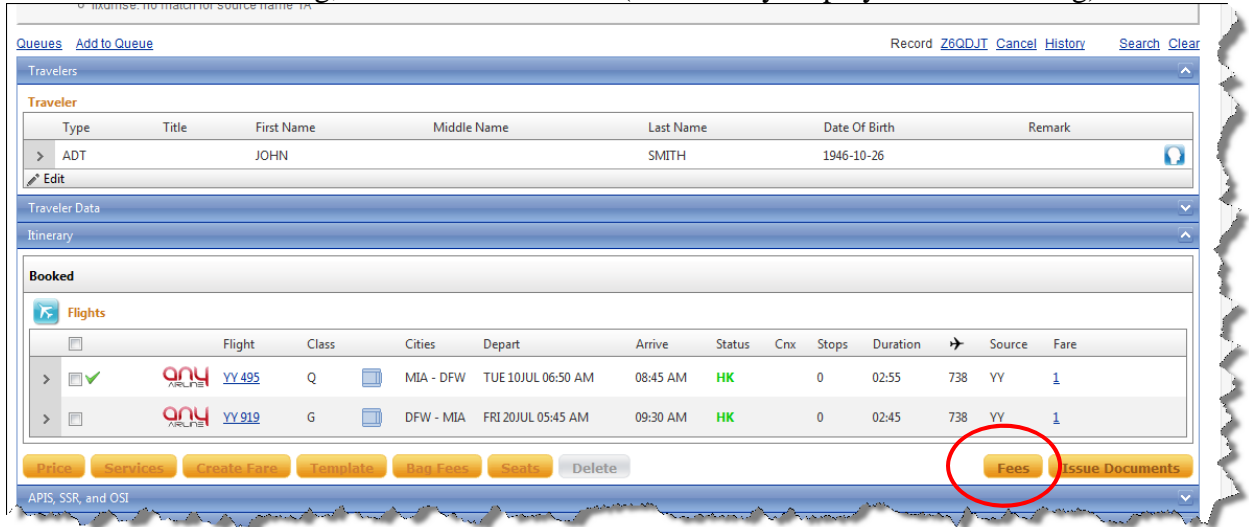 Queues Add to Queue Record Z6QDJT Cancel History Search Clear
Travelers
Traveler
Type Title First Name Middle Name Last Name Date Of Birth Remark
> ADT JOHN SMITH 1946-10-26
Edit
Traveler Data
Itinerary
Booked
Flights
Flight Class Cities Depart Arrive Status Cnx Stops Duration Source Fare
> any AIRLINE YY 495 Q MIA - DFW TUE 10JUL 06:50 AM 08:45 AM HK 0 02:55 738 YY 1
> any AIRLINE YY 919 G DFW - MIA FRI 20JUL 05:45 AM 09:30 AM HK 0 02:45 738 YY 1
Price Services Create Fare Template Bag Fees Seats Delete Fees Issue Documents
APIS, SSR, and OSI